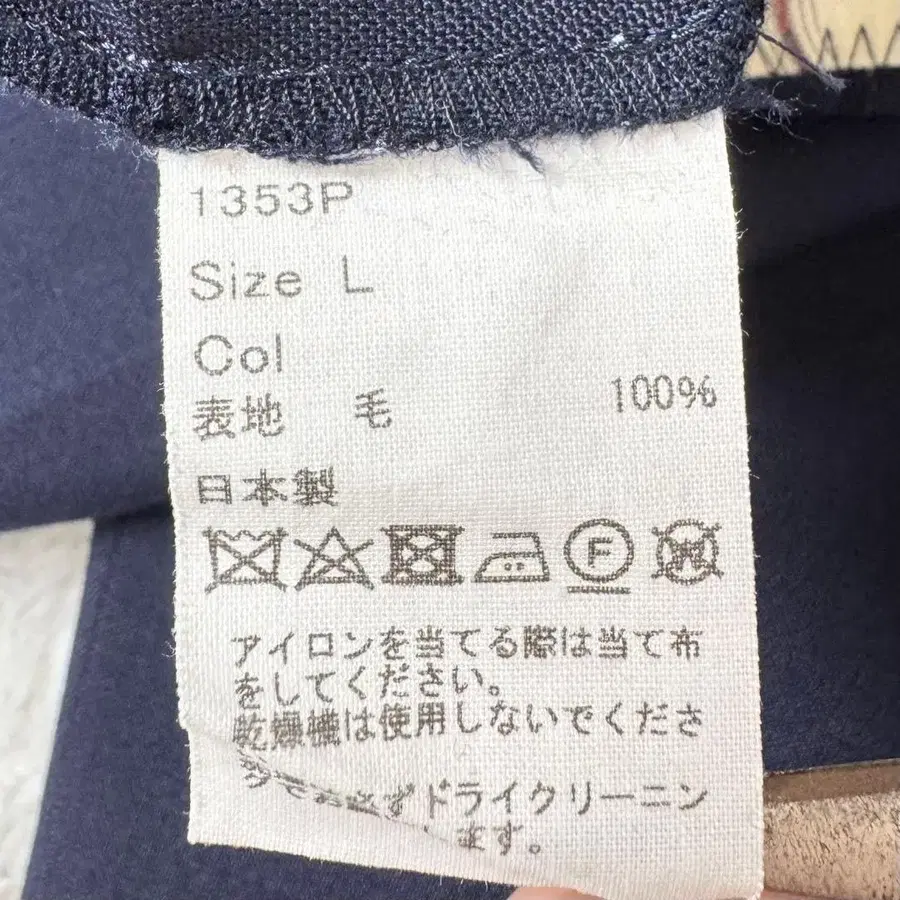 1353P
Size L
Col
表地 毛 100%
日本製
F
W
アイロンを当てる際は当て布
をしてください。
乾燥機は使用しないでくださ
ドライクリーニン
ます。